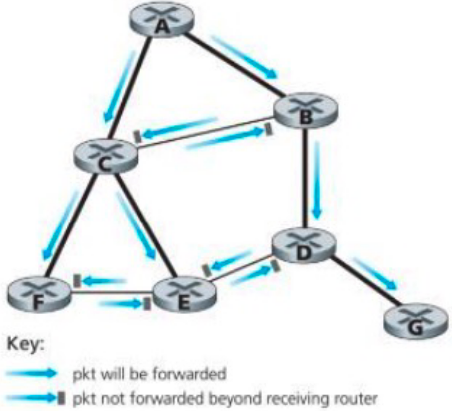 A
B
C
D
F
E
G
Key:
pkt will be forwarded
pkt not forwarded beyond receiving router